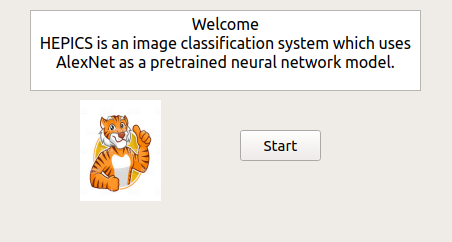 Welcome
HEPICS is an image classification system which uses
AlexNet as a pretrained neural network model.
Start